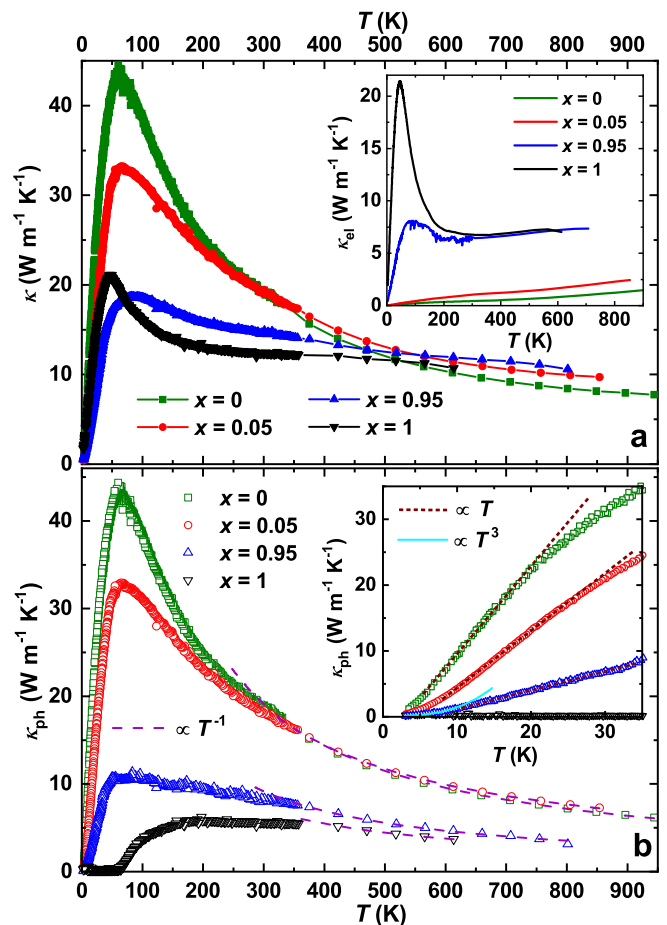 T (K)
0 100 200 300 400 500 600 700 800 900
40
30
20
10
0
κ (W m⁻¹ K⁻¹)
x = 0
x = 0.05
x = 0.95
x = 1
a
20
15
10
5
0
κel (W m⁻¹ K⁻¹)
x = 0
x = 0.05
x = 0.95
x = 1
0 200 400 600 800
T (K)
40
30
20
10
0
κph (W m⁻¹ K⁻¹)
x = 0
x = 0.05
x = 0.95
x = 1
∝ T⁻¹
b
30
20
10
0
κph (W m⁻¹ K⁻¹)
∝ T
∝ T³
0 10 20 30
T (K)
0 100 200 300 400 500 600 700 800 900
T (K)